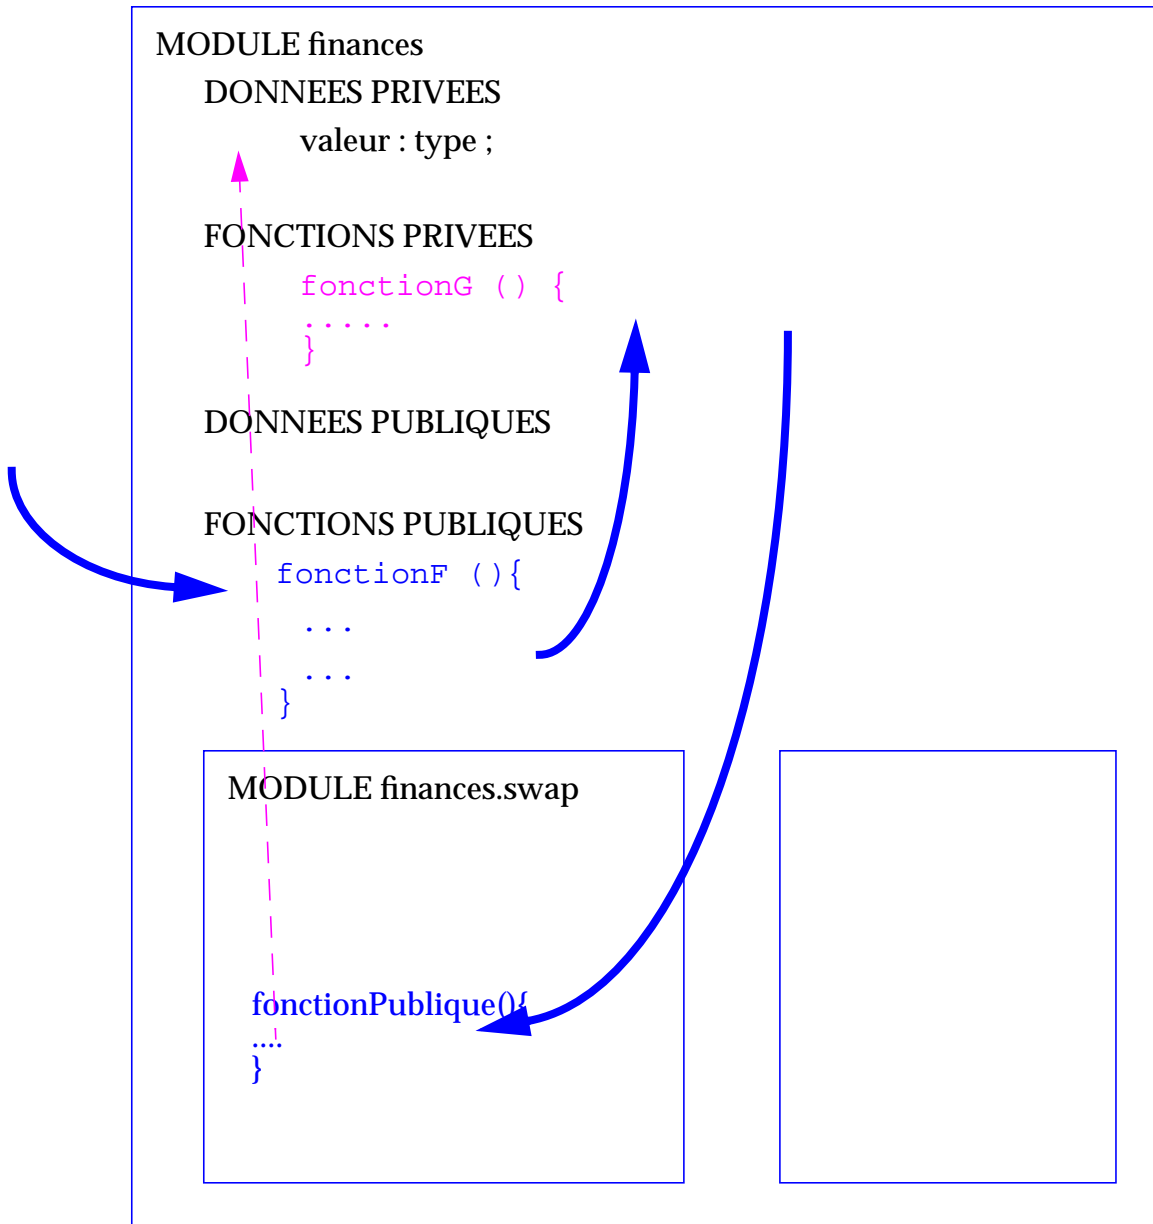 MODULE finances
DONNEES PRIVEES
valeur : type ;
FONCTIONS PRIVEES
fonctionG () {
.....
}
DONNEES PUBLIQUES
FONCTIONS PUBLIQUES
fonctionF (){
...
...
}
MODULE finances.swap
fonctionPublique(){
....
}